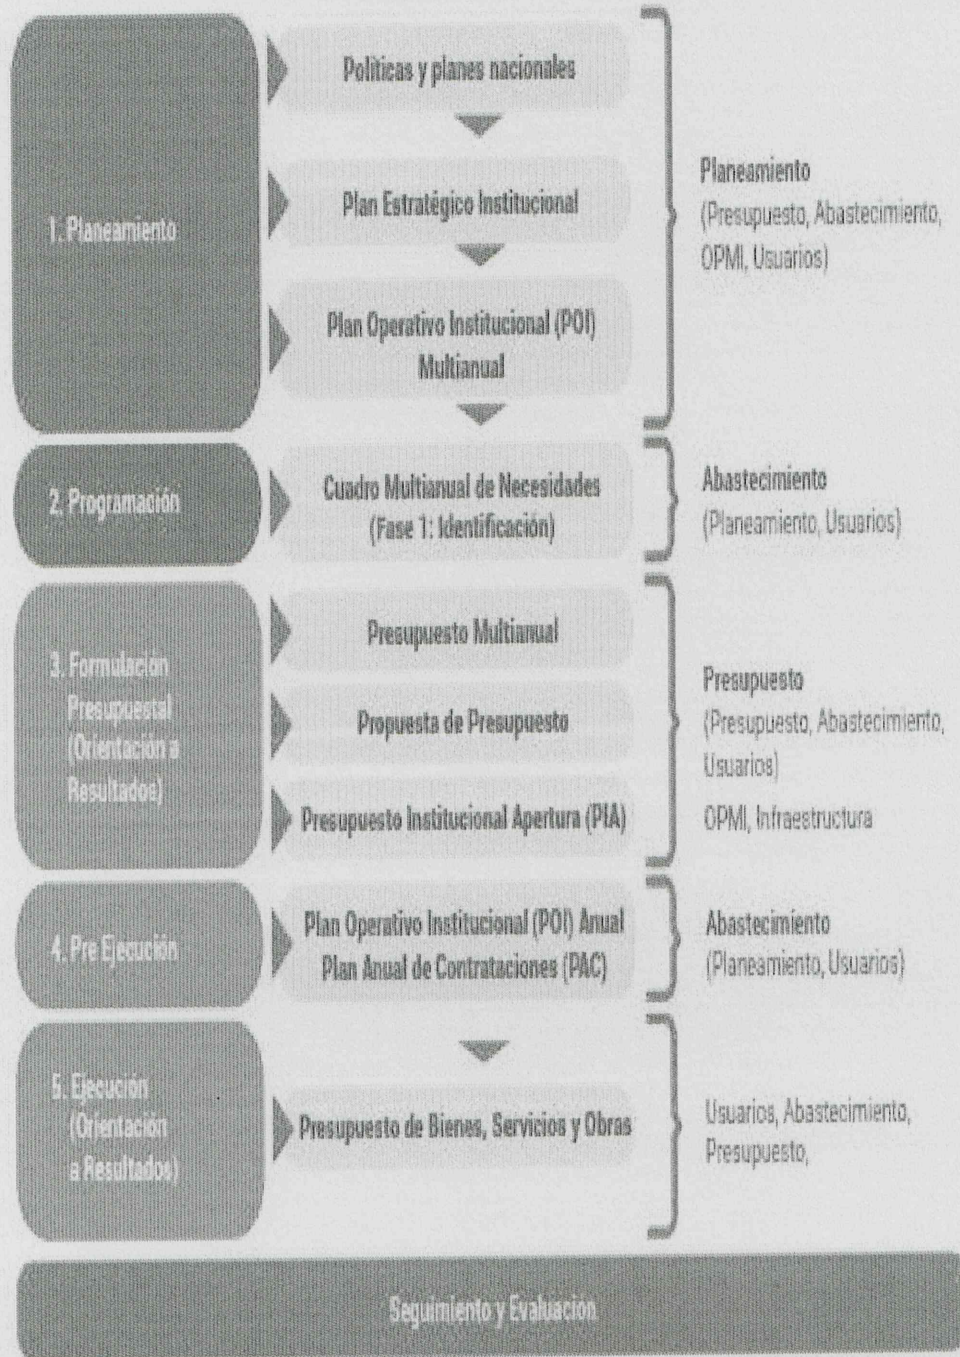 1. Planeamiento
Políticas y planes nacionales
Plan Estratégico Institucional
Plan Operativo Institucional (POI)
Multianual
Planeamiento
(Presupuesto, Abastecimiento,
OPMI, Usuarios)
2. Programación
Cuadro Multianual de Necesidades
(Fase 1: Identificación)
Abastecimiento
(Planeamiento, Usuarios)
3. Formulación
Presupuestal
(Orientación a
Resultados)
Presupuesto Multianual
Propuesta de Presupuesto
Presupuesto Institucional Apertura (PIA)
Presupuesto
(Presupuesto, Abastecimiento,
Usuarios)
OPMI, Infraestructura
4. Pre Ejecución
Plan Operativo Institucional (POI) Anual
Plan Anual de Contrataciones (PAC)
Abastecimiento
(Planeamiento, Usuarios)
5. Ejecución
(Orientación
a Resultados)
Presupuesto de Bienes, Servicios y Obras
Usuarios, Abastecimiento,
Presupuesto,
Seguimiento y Evaluación